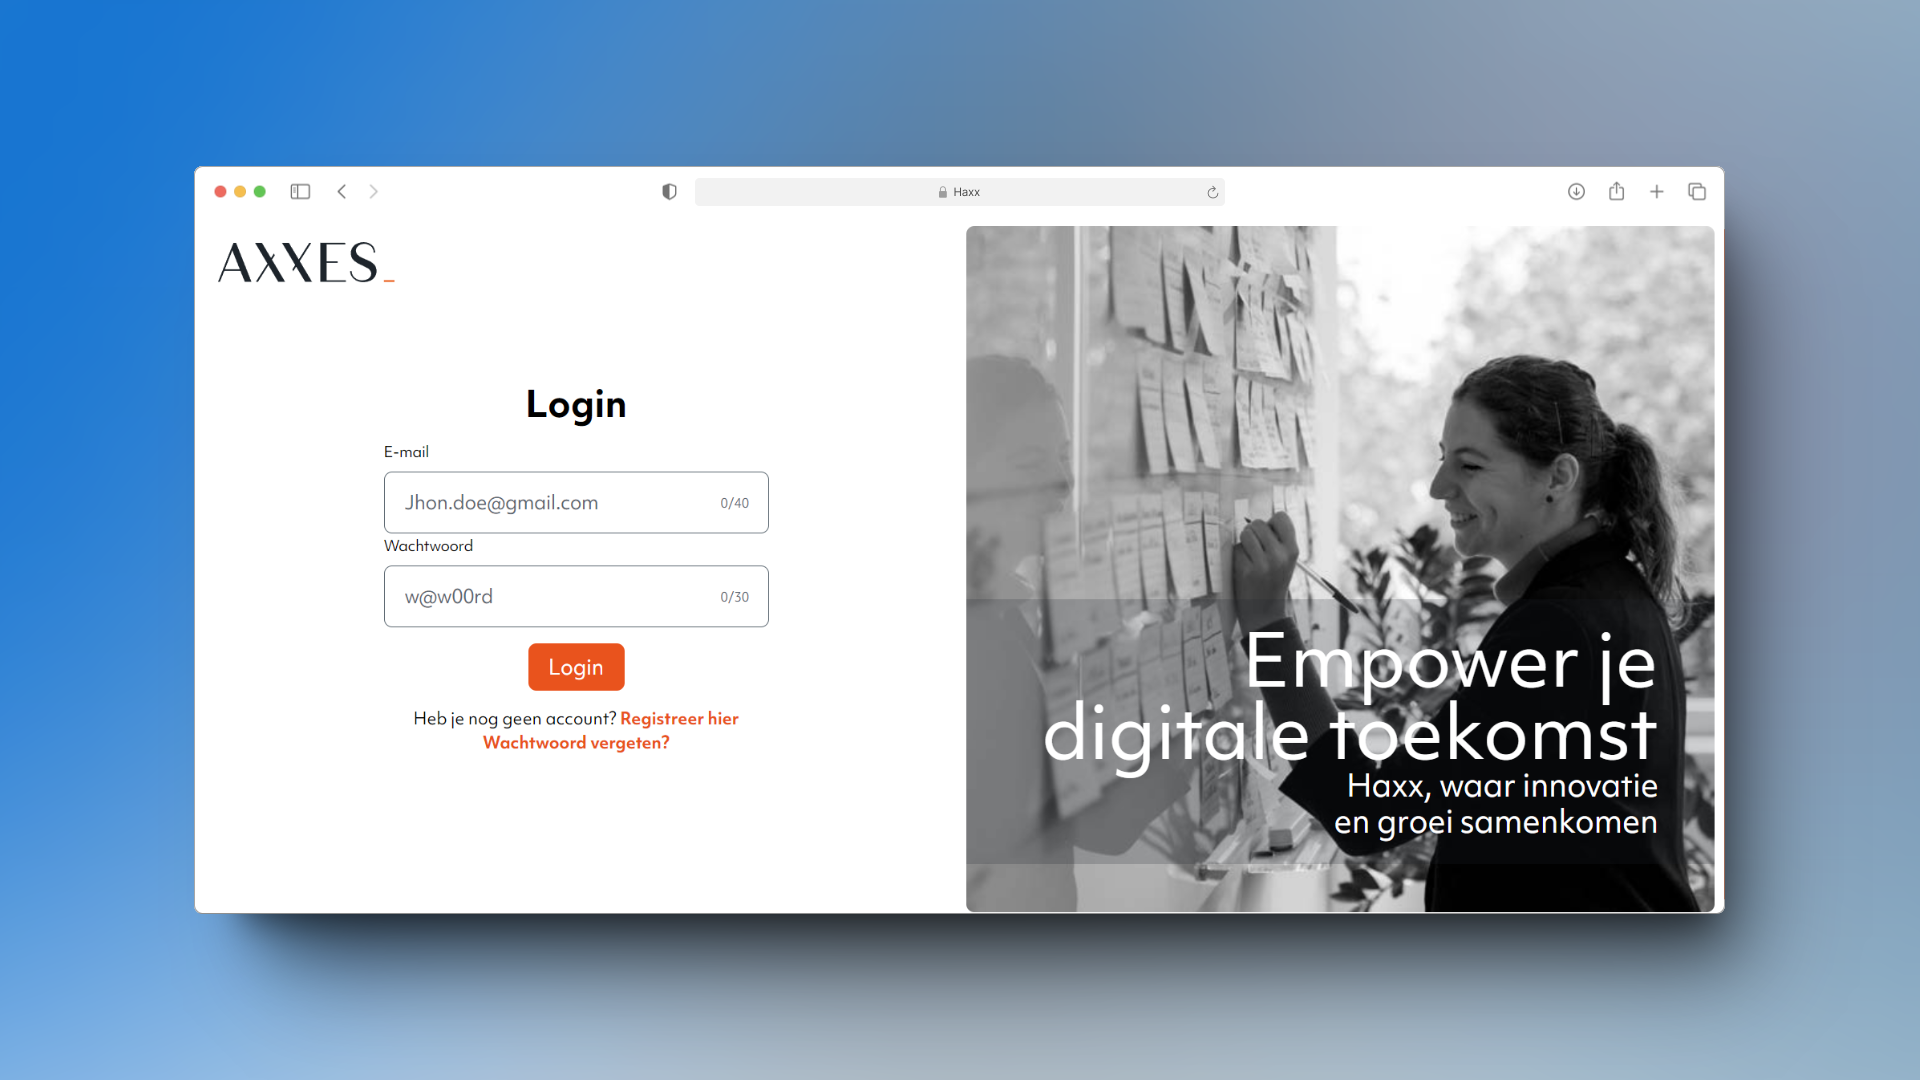 Haxx
AXXES_
Login
E-mail
Jhon.doe@gmail.com 0/40
Wachtwoord
w@w00rd 0/30
Login
Heb je nog geen account? Registreer hier
Wachtwoord vergeten?
Empower je
digitale toekomst
Haxx, waar innovatie
en groei samenkomen